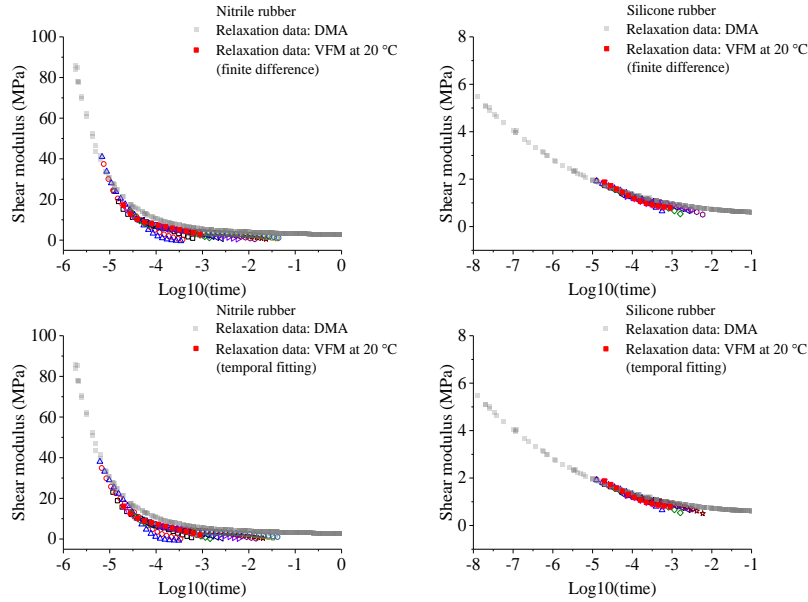 Nitrile rubber
Relaxation data: DMA
Relaxation data: VFM at 20 °C
(finite difference)
Shear modulus (MPa)
100
80
60
40
20
0
-6 -5 -4 -3 -2 -1 0
Log10(time)
Silicone rubber
Relaxation data: DMA
Relaxation data: VFM at 20 °C
(finite difference)
Shear modulus (MPa)
8
6
4
2
0
-8 -7 -6 -5 -4 -3 -2 -1
Log10(time)
Nitrile rubber
Relaxation data: DMA
Relaxation data: VFM at 20 °C
(temporal fitting)
Shear modulus (MPa)
100
80
60
40
20
0
-6 -5 -4 -3 -2 -1 0
Log10(time)
Silicone rubber
Relaxation data: DMA
Relaxation data: VFM at 20 °C
(temporal fitting)
Shear modulus (MPa)
8
6
4
2
0
-8 -7 -6 -5 -4 -3 -2 -1
Log10(time)